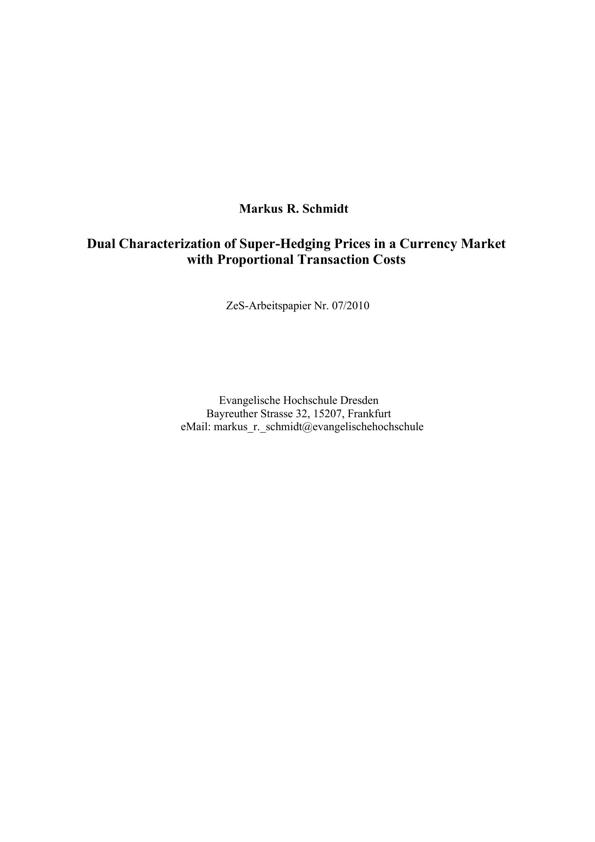 Markus R. Schmidt
Dual Characterization of Super-Hedging Prices in a Currency Market
with Proportional Transaction Costs
ZeS-Arbeitspapier Nr. 07/2010
Evangelische Hochschule Dresden
Bayreuther Strasse 32, 15207, Frankfurt
eMail: markus_r._schmidt@evangelischehochschule